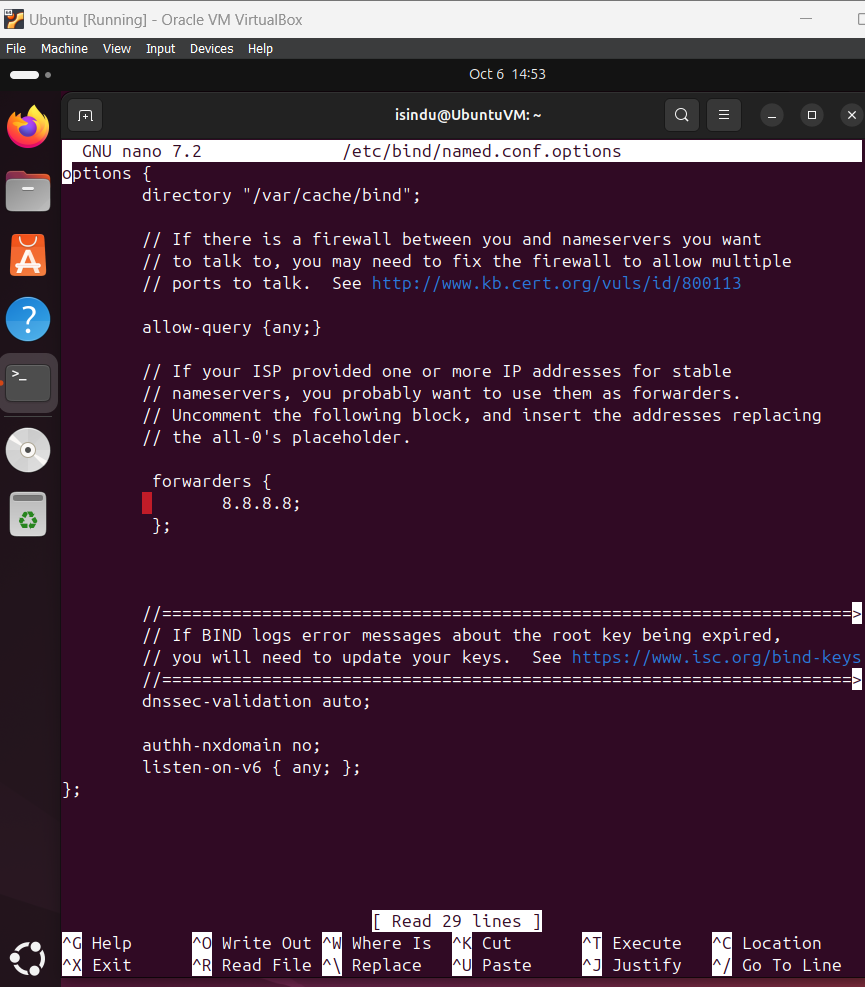 Ubuntu [Running] - Oracle VM VirtualBox
File Machine View Input Devices Help
Oct 6 14:53
isindu@UbuntuVM: ~
GNU nano 7.2 /etc/bind/named.conf.options
options {
directory "/var/cache/bind";
// If there is a firewall between you and nameservers you want
// to talk to, you may need to fix the firewall to allow multiple
// ports to talk. See http://www.kb.cert.org/vuls/id/800113
allow-query {any;}
// If your ISP provided one or more IP addresses for stable
// nameservers, you probably want to use them as forwarders.
// Uncomment the following block, and insert the addresses replacing
// the all-0's placeholder.
forwarders {
8.8.8.8;
};
//=====================================================================>
// If BIND logs error messages about the root key being expired,
// you will need to update your keys. See https://www.isc.org/bind-keys
//=====================================================================>
dnssec-validation auto;
authh-nxdomain no;
listen-on-v6 { any; };
};
[ Read 29 lines ]
^G Help ^O Write Out ^W Where Is ^K Cut ^T Execute ^C Location
^X Exit ^R Read File ^\ Replace ^U Paste ^J Justify ^/ Go To Line